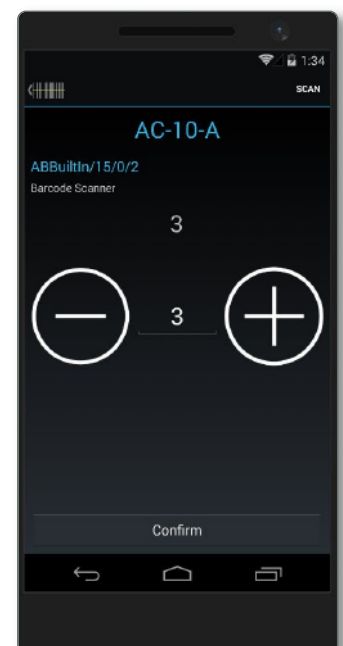 1:34
SCAN
AC-10-A
ABBuiltIn/15/0/2
Barcode Scanner
3
3
Confirm